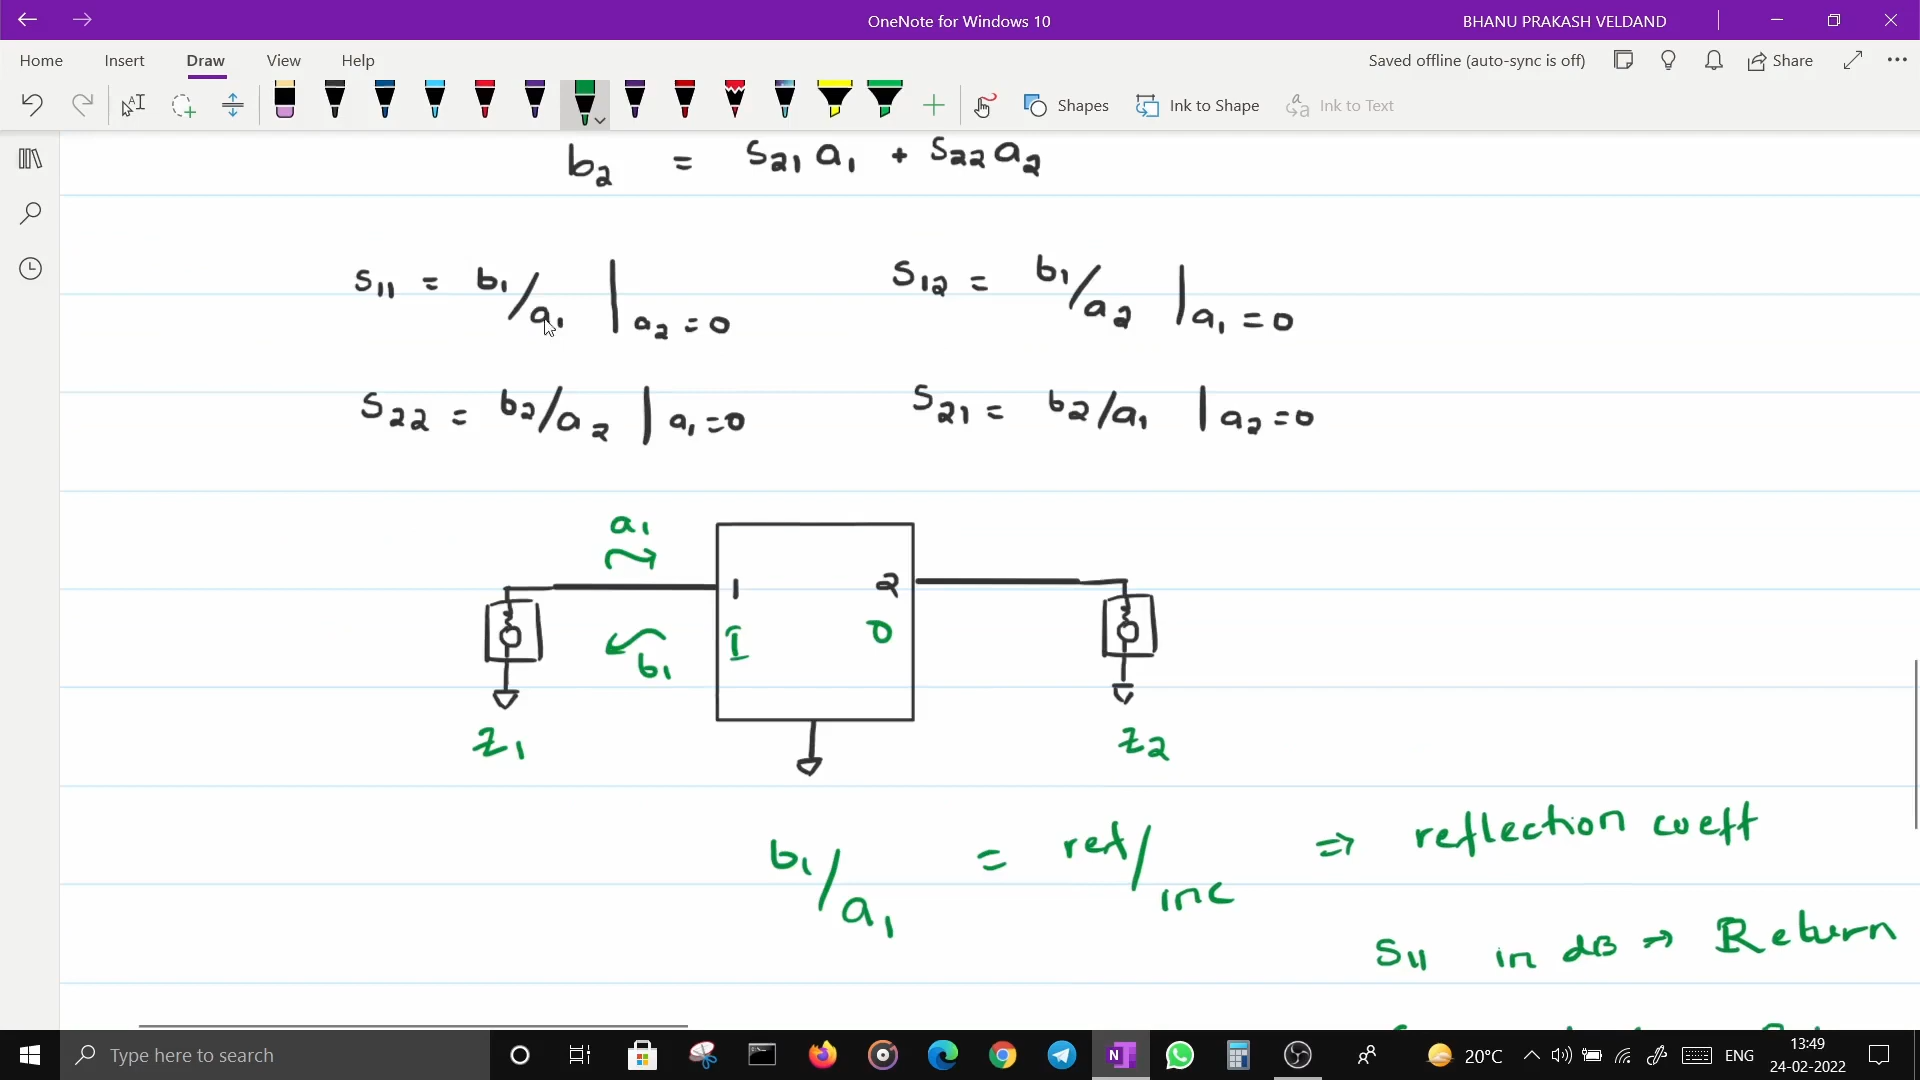 OneNote for Windows 10
BHANU PRAKASH VELDAND
Home Insert Draw View Help
Saved offline (auto-sync is off) Share
Shapes Ink to Shape Ink to Text
b2 = S21 a1 + S22 a2
S11 = b1/a1 | a2 = 0
S12 = b1/a2 | a1 = 0
S22 = b2/a2 | a1 = 0
S21 = b2/a1 | a2 = 0
a1
1 2
I O
b1
Z1 Z2
b1/a1 = ref/inc ⇒ reflection coeff
S11 in dB → Return
Type here to search
20°C
ENG
13:49
24-02-2022